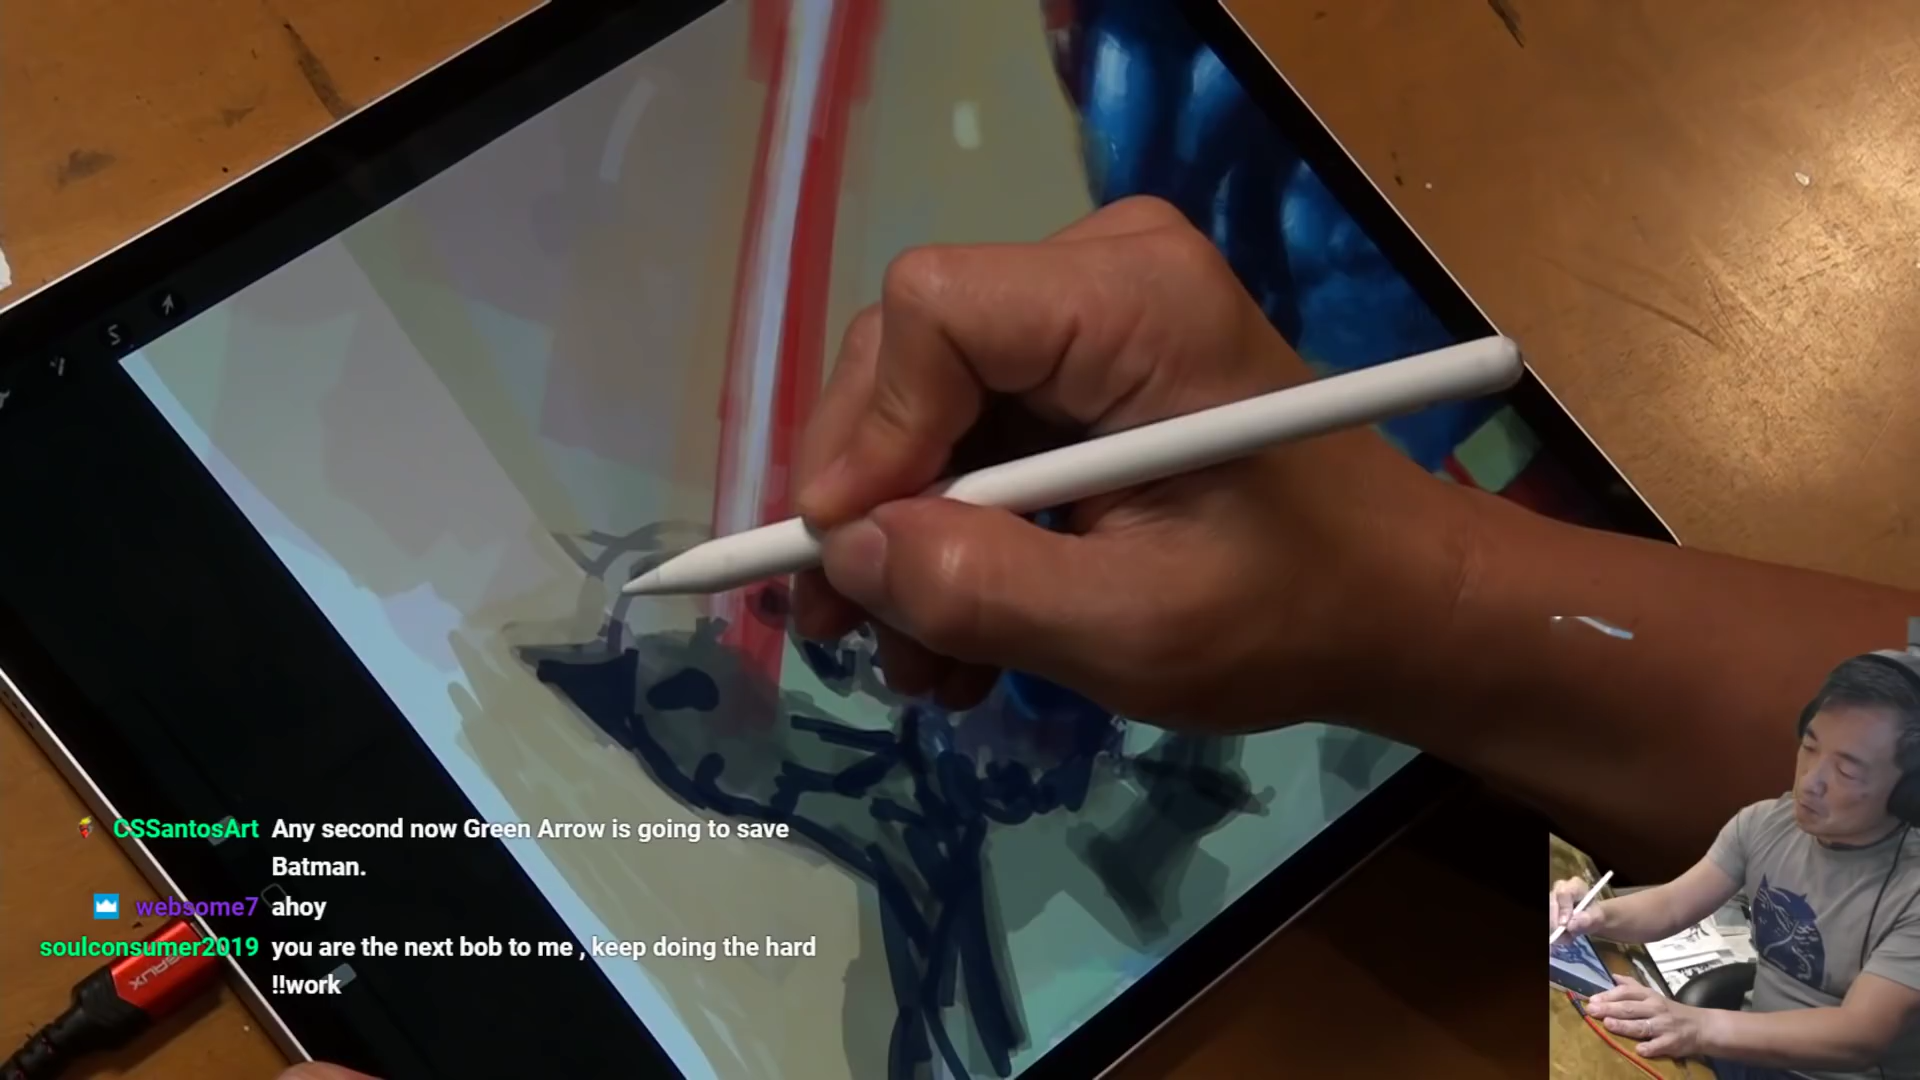 CSSantosArt Any second now Green Arrow is going to save
Batman.
websome7 ahoy
soulconsumer2019 you are the next bob to me , keep doing the hard
!!work